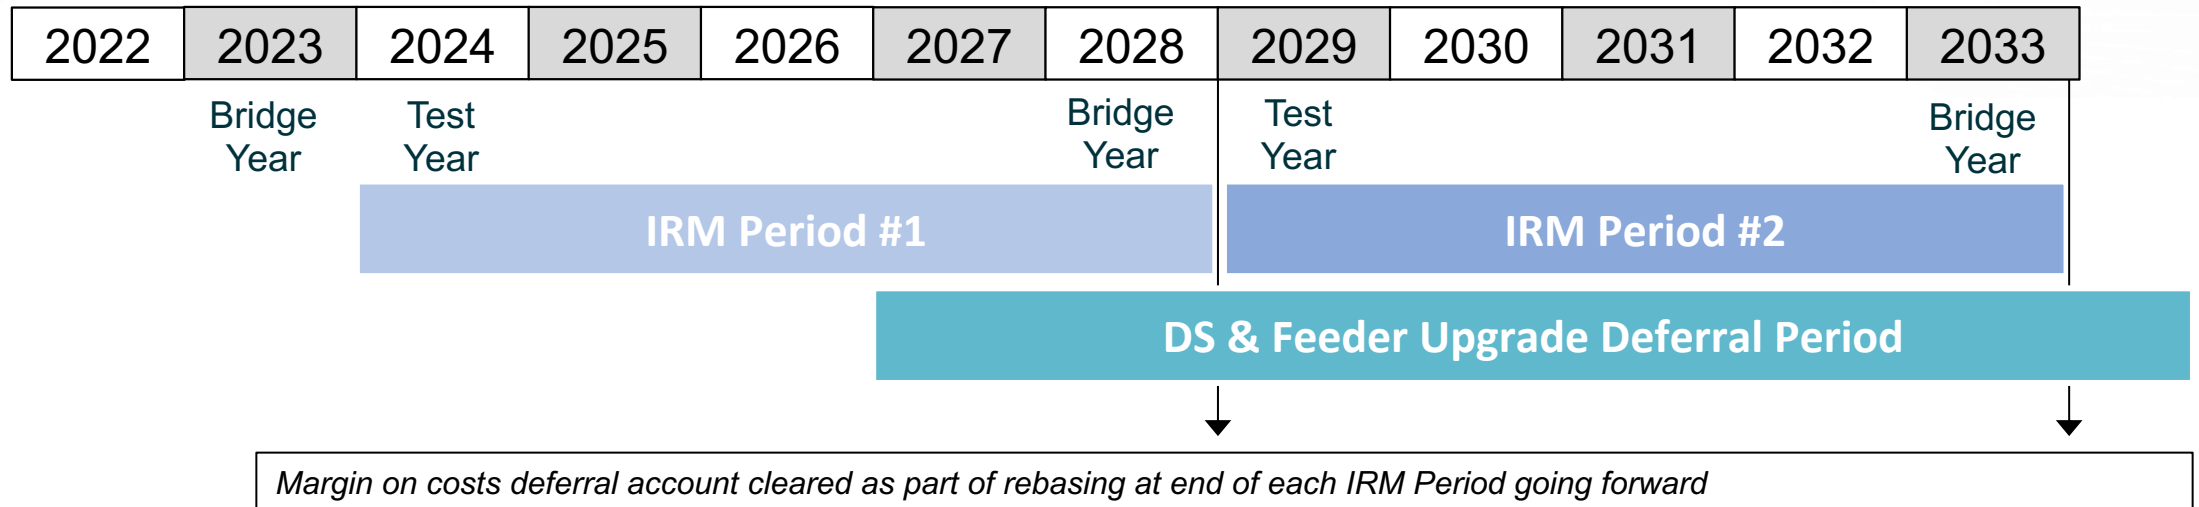 2022 2023 2024 2025 2026 2027 2028 2029 2030 2031 2032 2033
Bridge Year
Test Year
Bridge Year
Test Year
Bridge Year
IRM Period #1
IRM Period #2
DS & Feeder Upgrade Deferral Period
Margin on costs deferral account cleared as part of rebasing at end of each IRM Period going forward